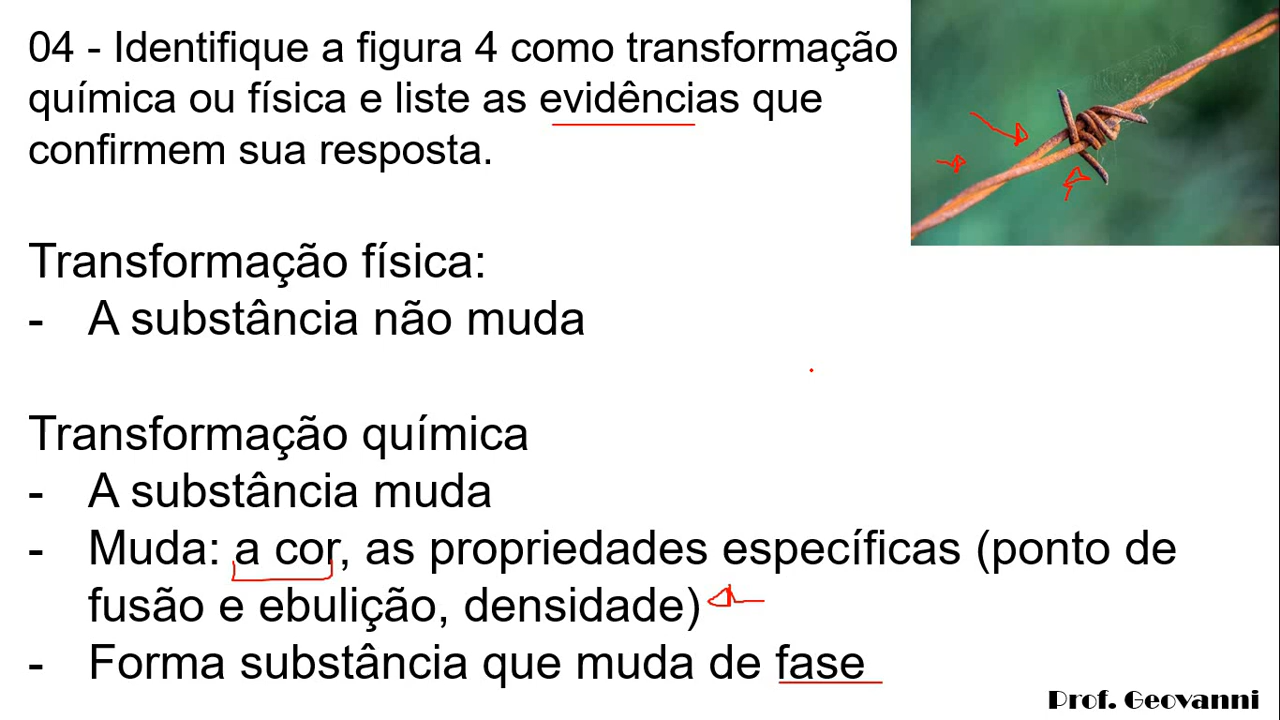 04 - Identifique a figura 4 como transformação
química ou física e liste as evidências que
confirmem sua resposta.
Transformação física:
- A substância não muda
Transformação química
- A substância muda
- Muda: a cor, as propriedades específicas (ponto de
fusão e ebulição, densidade)
- Forma substância que muda de fase
Prof. Geovanni